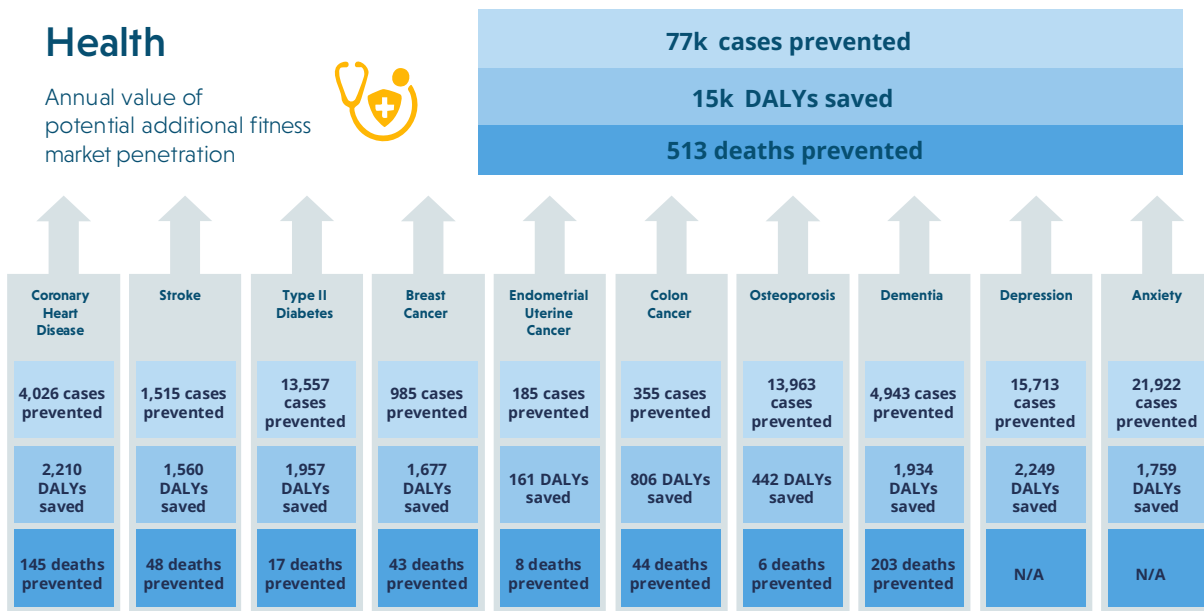 Health
Annual value of
potential additional fitness
market penetration
77k cases prevented
15k DALYs saved
513 deaths prevented
Coronary
Heart
Disease
4,026 cases
prevented
2,210
DALYs
saved
145 deaths
prevented
Stroke
1,515 cases
prevented
1,560
DALYs
saved
48 deaths
prevented
Type II
Diabetes
13,557
cases
prevented
1,957
DALYs
saved
17 deaths
prevented
Breast
Cancer
985 cases
prevented
1,677
DALYs
saved
43 deaths
prevented
Endometrial
Uterine
Cancer
185 cases
prevented
161 DALYs
saved
8 deaths
prevented
Colon
Cancer
355 cases
prevented
806 DALYs
saved
44 deaths
prevented
Osteoporosis
13,963
cases
prevented
442 DALYs
saved
6 deaths
prevented
Dementia
4,943 cases
prevented
1,934
DALYs
saved
203 deaths
prevented
Depression
15,713
cases
prevented
2,249
DALYs
saved
N/A
Anxiety
21,922
cases
prevented
1,759
DALYs
saved
N/A